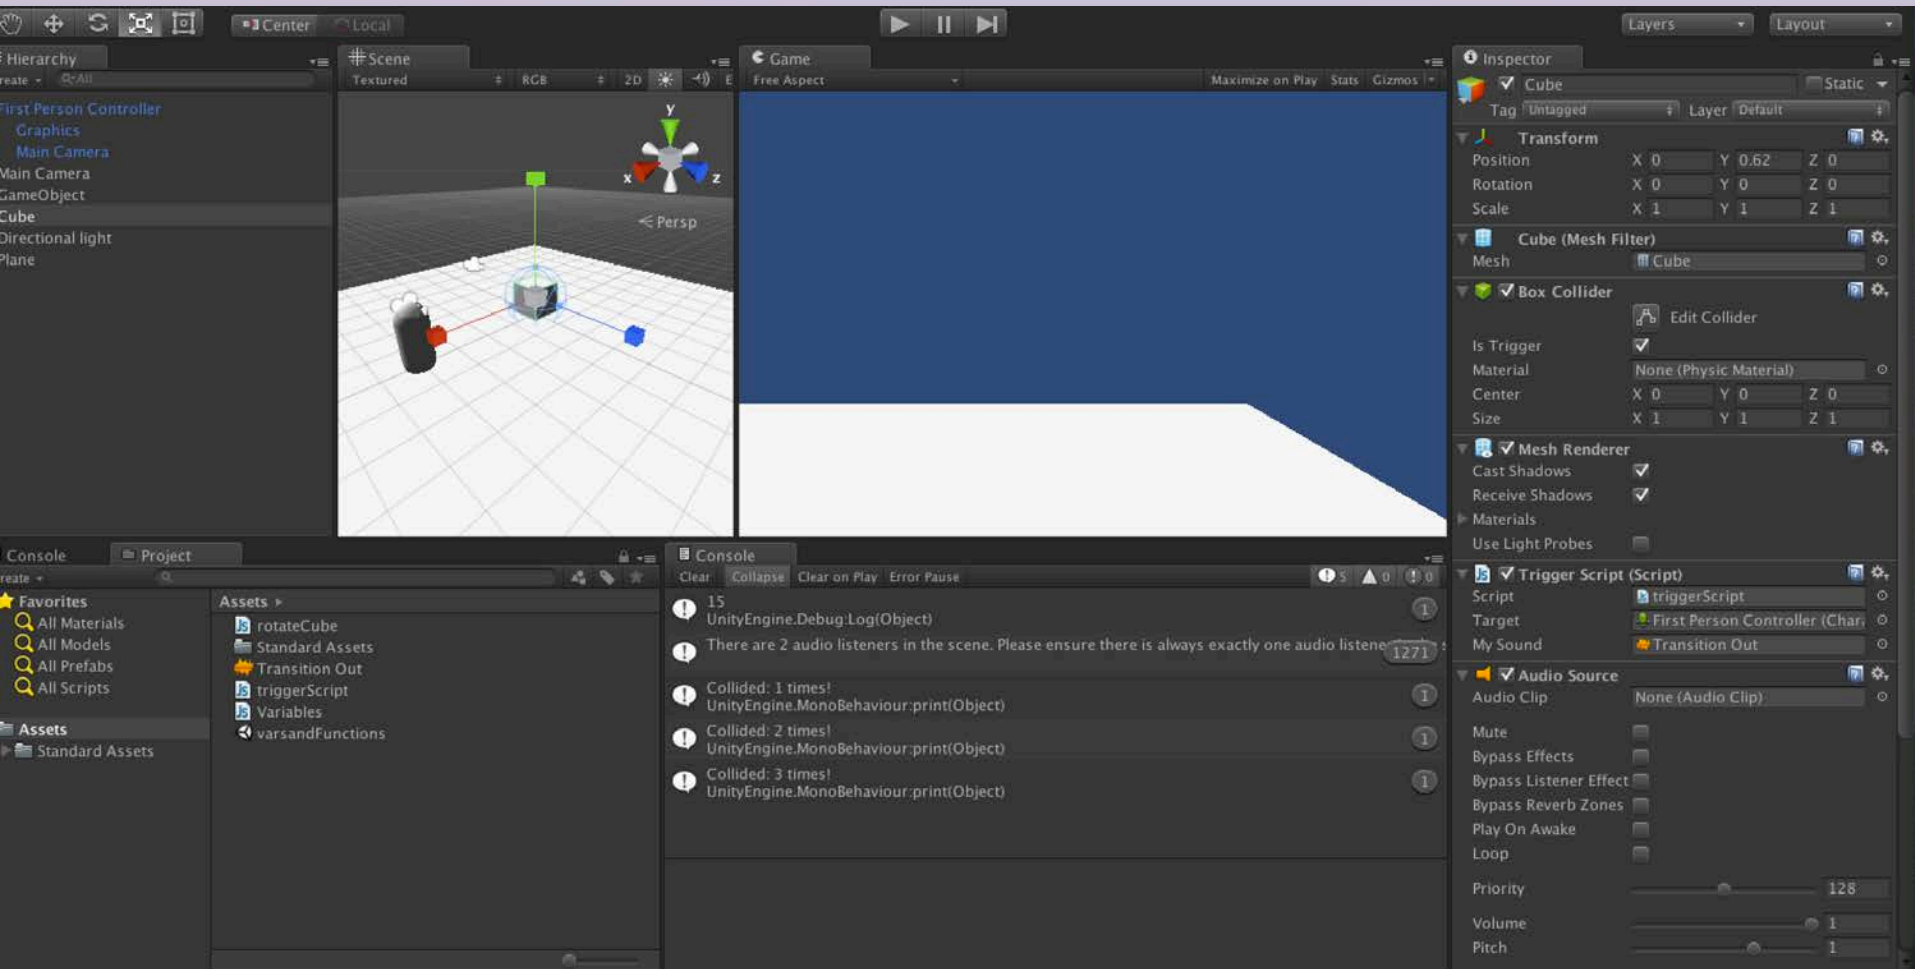 Center Local
Layers Layout
Hierarchy
reate All
First Person Controller
Graphics
Main Camera
Main Camera
GameObject
Cube
Directional light
Plane
Scene
Textured RGB 2D E
y
x z
Persp
Game
Free Aspect Maximize on Play Stats Gizmos
Console Project
reate
Favorites
All Materials
All Models
All Prefabs
All Scripts
Assets
Standard Assets
Assets
rotateCube
Standard Assets
Transition Out
triggerScript
Variables
varsandFunctions
Console
Clear Collapse Clear on Play Error Pause 5 0 0
15
UnityEngine.Debug:Log(Object) 1
There are 2 audio listeners in the scene. Please ensure there is always exactly one audio listene 1271
Collided: 1 times!
UnityEngine.MonoBehaviour:print(Object) 1
Collided: 2 times!
UnityEngine.MonoBehaviour:print(Object) 1
Collided: 3 times!
UnityEngine.MonoBehaviour:print(Object) 1
Inspector
Cube Static
Tag Untagged Layer Default
Transform
Position X 0 Y 0.62 Z 0
Rotation X 0 Y 0 Z 0
Scale X 1 Y 1 Z 1
Cube (Mesh Filter)
Mesh Cube
Box Collider
Edit Collider
Is Trigger
Material None (Physic Material)
Center X 0 Y 0 Z 0
Size X 1 Y 1 Z 1
Mesh Renderer
Cast Shadows
Receive Shadows
Materials
Use Light Probes
Js Trigger Script (Script)
Script triggerScript
Target First Person Controller (Char.
My Sound Transition Out
Audio Source
Audio Clip None (Audio Clip)
Mute
Bypass Effects
Bypass Listener Effect
Bypass Reverb Zones
Play On Awake
Loop
Priority 128
Volume 1
Pitch 1